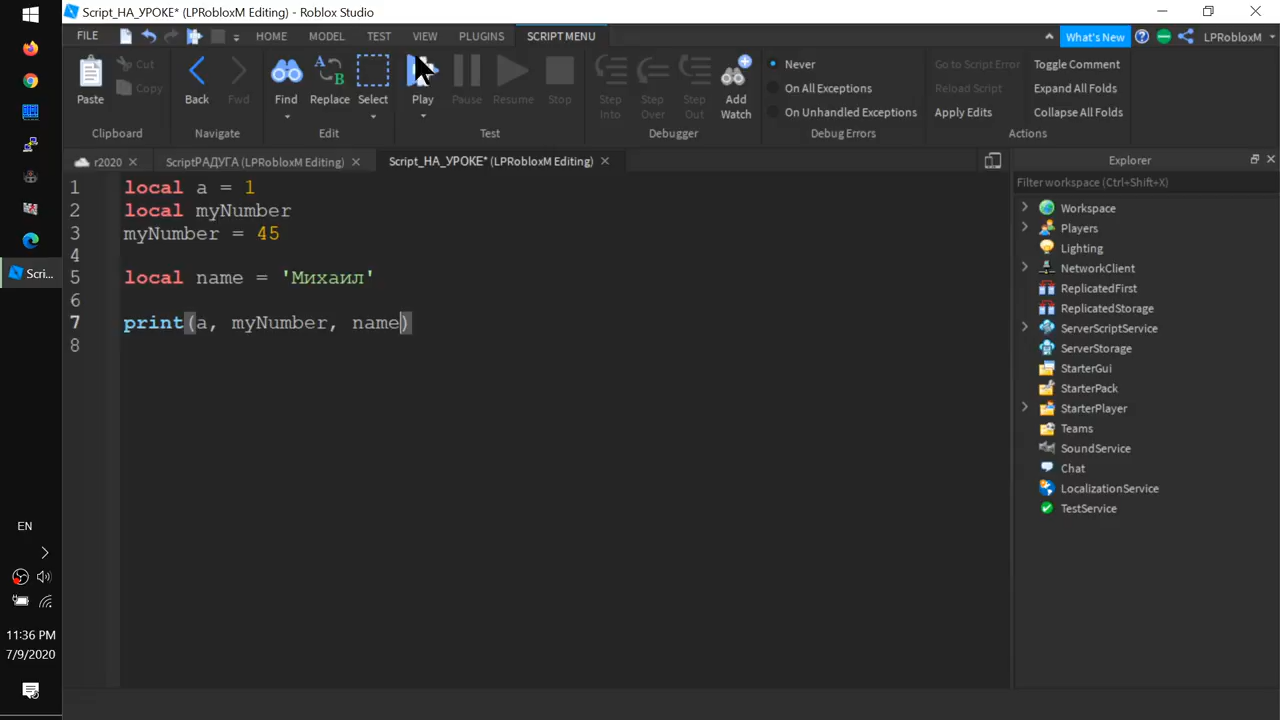 Script_НА_УРОКЕ* (LPRobloxM Editing) - Roblox Studio
FILE HOME MODEL TEST VIEW PLUGINS SCRIPT MENU What's New LPRobloxM
Paste Cut Copy Back Fwd Find Replace Select Play Pause Resume Stop Step Into Step Over Step Out Add Watch Never On All Exceptions On Unhandled Exceptions Go to Script Error Reload Script Apply Edits Toggle Comment Expand All Folds Collapse All Folds
Clipboard Navigate Edit Test Debugger Debug Errors Actions
r2020 ScriptРАДУГА (LPRobloxM Editing) Script_НА_УРОКЕ* (LPRobloxM Editing) Explorer
Filter workspace (Ctrl+Shift+X)
1 local a = 1
2 local myNumber
3 myNumber = 45
4
5 local name = 'Михаил'
6
7 print(a, myNumber, name)
8
Workspace
Players
Lighting
NetworkClient
ReplicatedFirst
ReplicatedStorage
ServerScriptService
ServerStorage
StarterGui
StarterPack
StarterPlayer
Teams
SoundService
Chat
LocalizationService
TestService
Scri...
EN
11:36 PM
7/9/2020